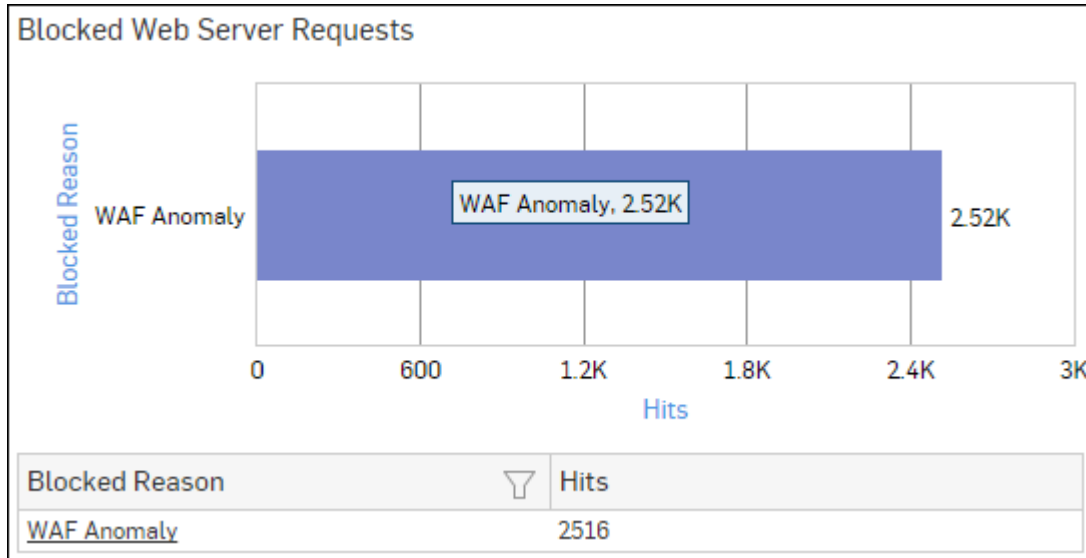 Blocked Web Server Requests
Blocked Reason
WAF Anomaly
WAF Anomaly, 2.52K
2.52K
0 600 1.2K 1.8K 2.4K 3K
Hits
Blocked Reason Hits
WAF Anomaly 2516